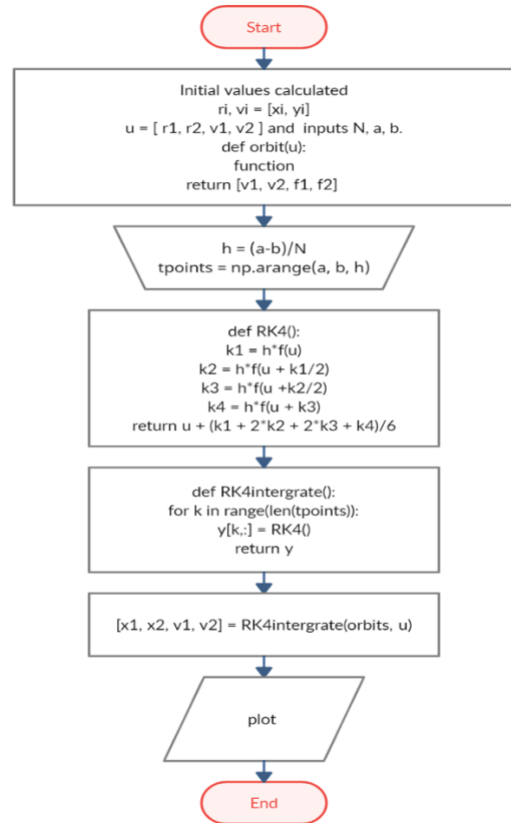 Start
Initial values calculated
ri, vi = [xi, yi]
u = [ r1, r2, v1, v2 ] and inputs N, a, b.
def orbit(u):
function
return [v1, v2, f1, f2]
h = (a-b)/N
tpoints = np.arange(a, b, h)
def RK4():
k1 = h*f(u)
k2 = h*f(u + k1/2)
k3 = h*f(u +k2/2)
k4 = h*f(u + k3)
return u + (k1 + 2*k2 + 2*k3 + k4)/6
def RK4intergrate():
for k in range(len(tpoints)):
y[k,:] = RK4()
return y
[x1, x2, v1, v2] = RK4intergrate(orbits, u)
plot
End